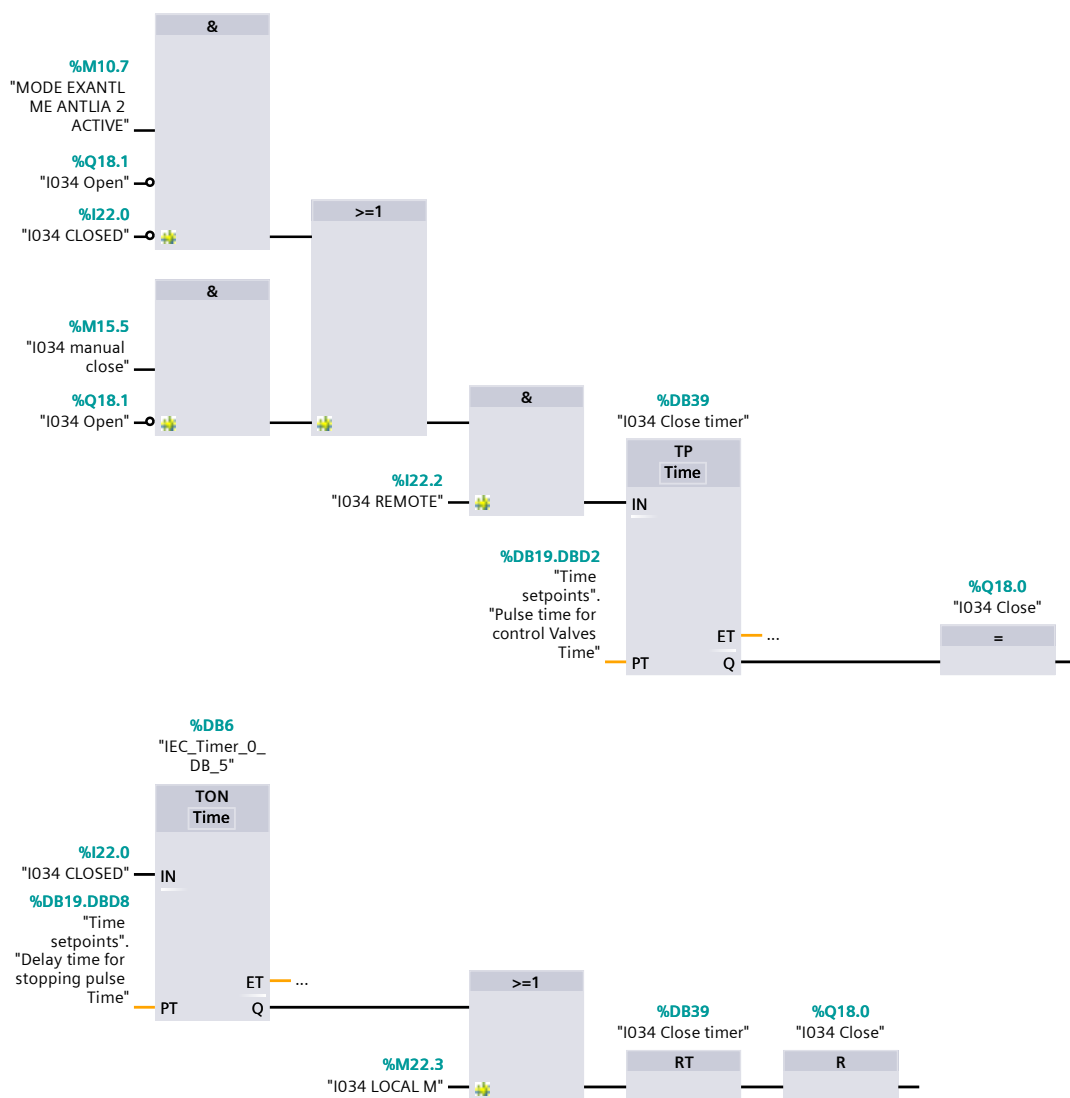 &
%M10.7
"MODE EXANTL
ME ANTLIA 2
ACTIVE"
%Q18.1
"I034 Open"
%I22.0
"I034 CLOSED"
>=1
&
%M15.5
"I034 manual
close"
%Q18.1
"I034 Open"
&
%I22.2
"I034 REMOTE"
%DB39
"I034 Close timer"
TP
Time
IN
%DB19.DBD2
"Time
setpoints".
"Pulse time for
control Valves
Time"
PT
ET
...
Q
%Q18.0
"I034 Close"
=
%DB6
"IEC_Timer_0_
DB_5"
TON
Time
%I22.0
"I034 CLOSED"
IN
%DB19.DBD8
"Time
setpoints".
"Delay time for
stopping pulse
Time"
PT
ET
...
Q
>=1
%M22.3
"I034 LOCAL M"
%DB39
"I034 Close timer"
RT
%Q18.0
"I034 Close"
R